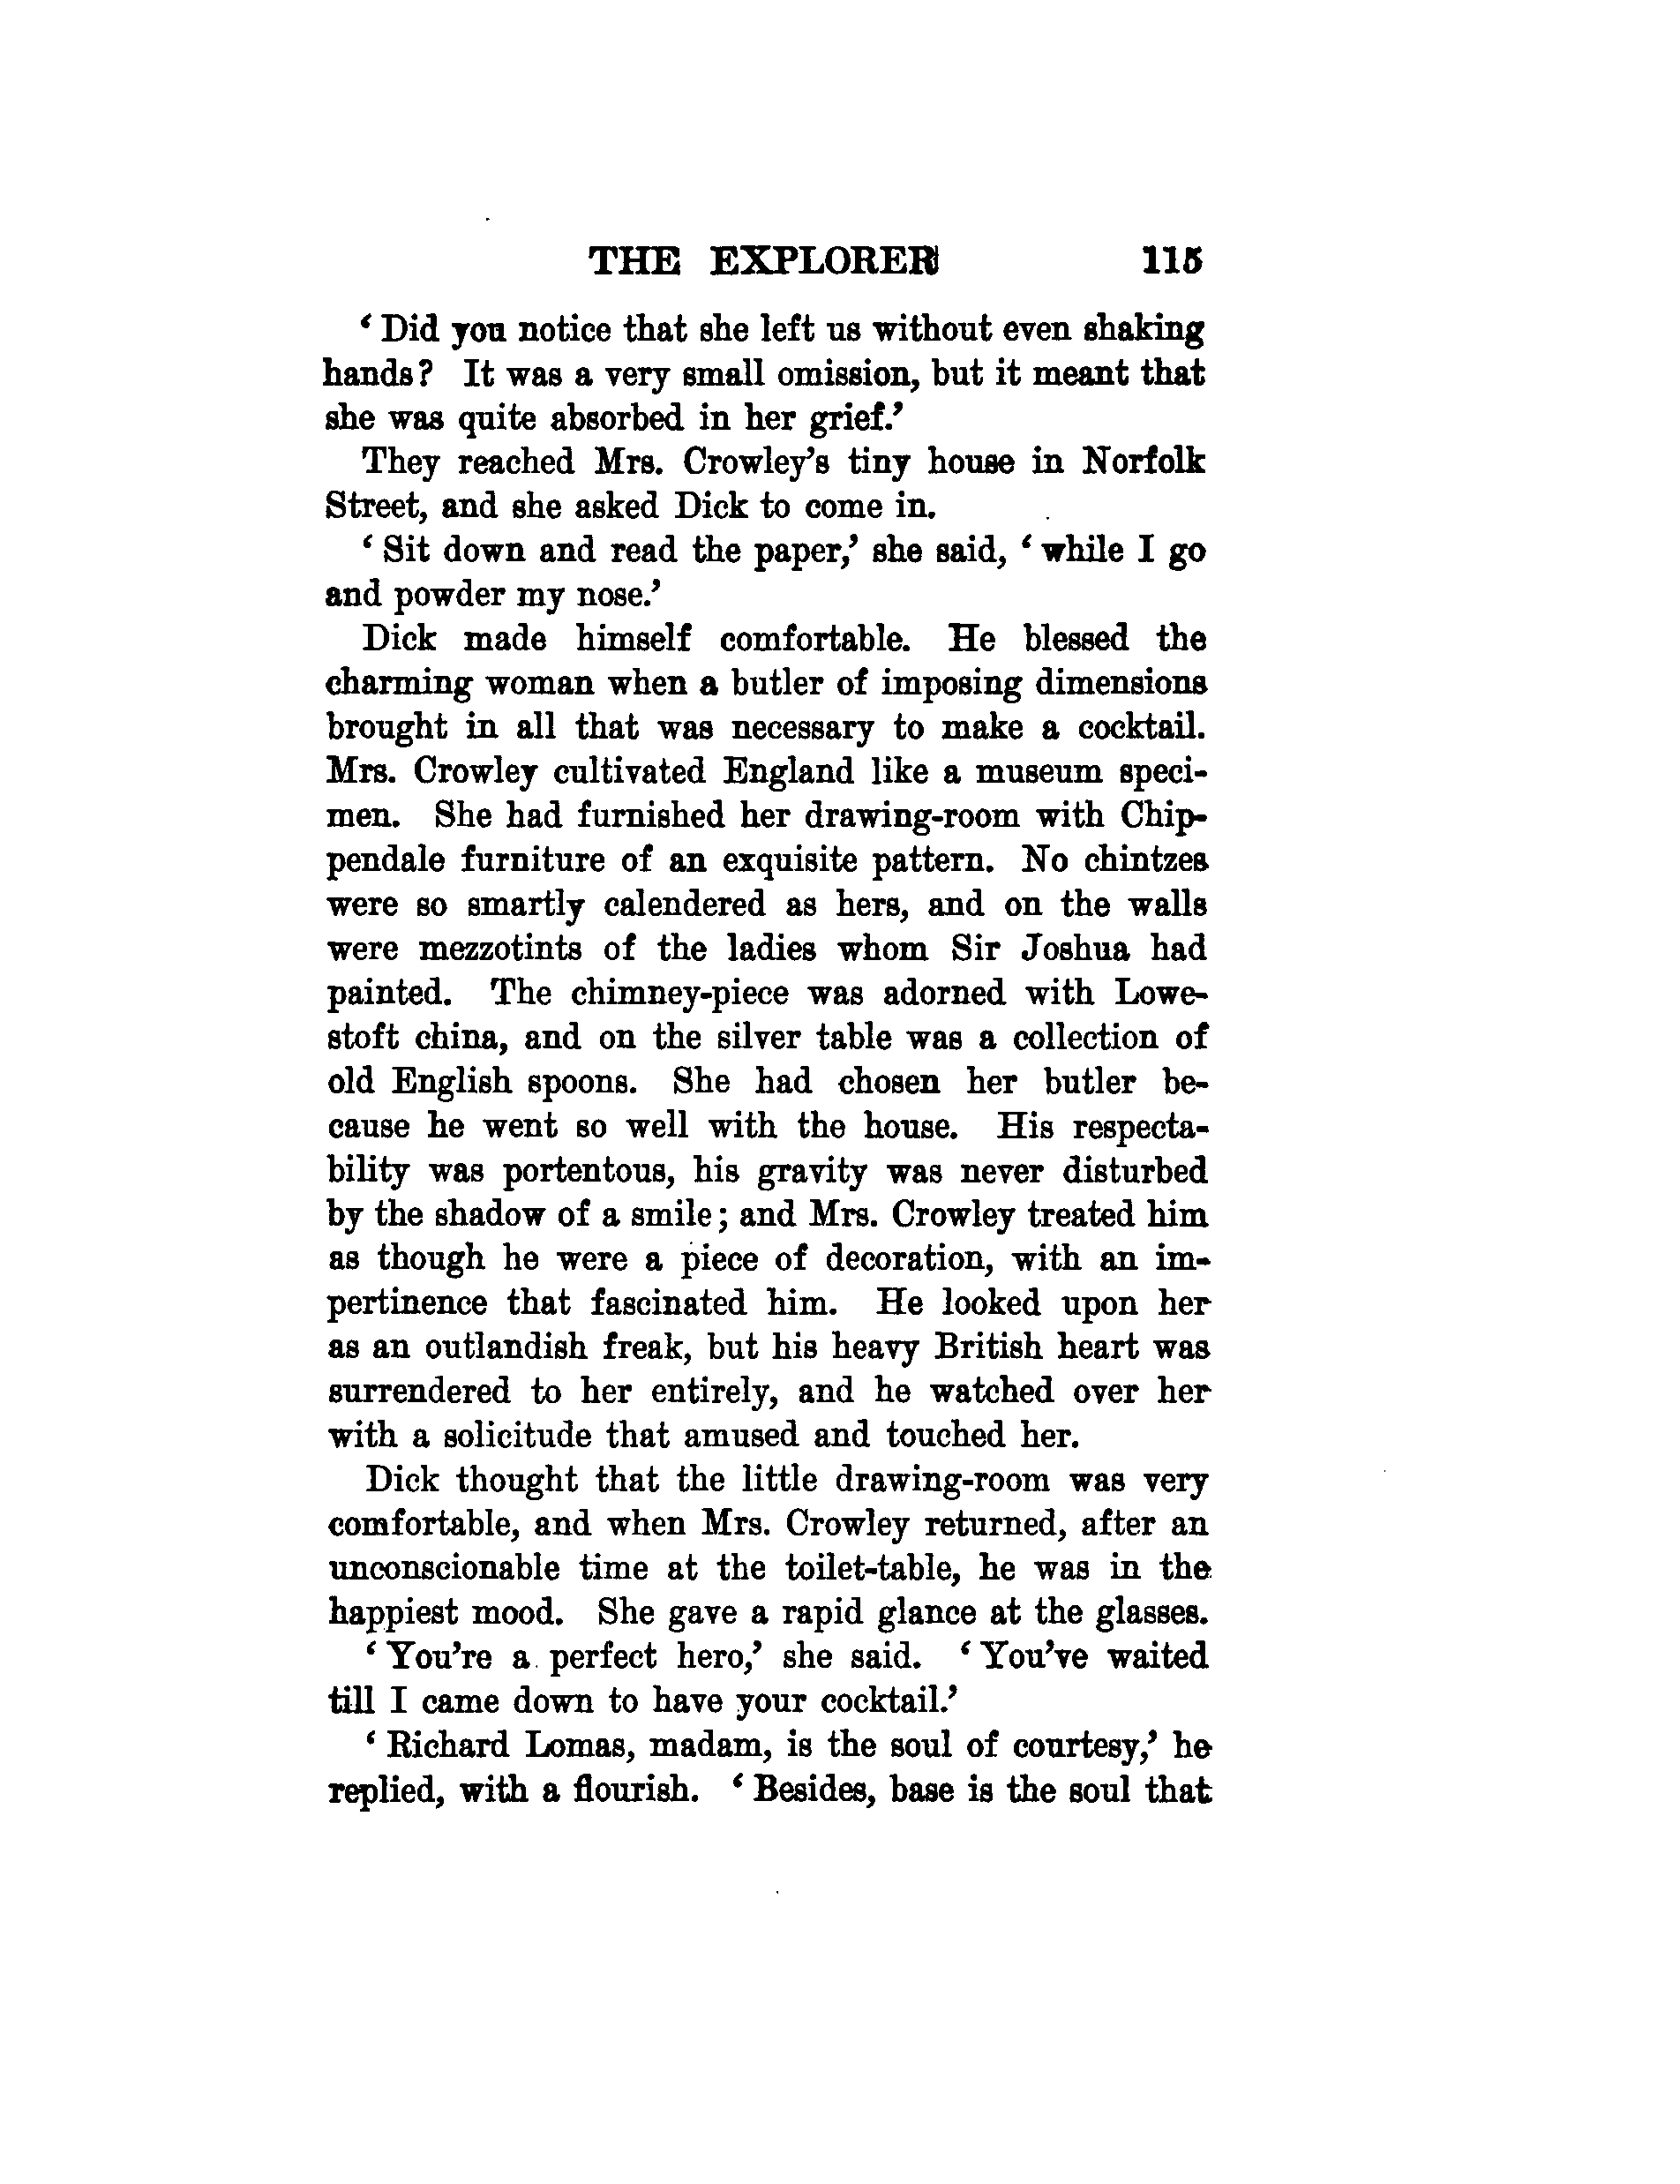 THE EXPLORER 115
‘ Did you notice that she left us without even shaking
hands? It was a very small omission, but it meant that
she was quite absorbed in her grief.’
They reached Mrs. Crowley’s tiny house in Norfolk
Street, and she asked Dick to come in.
‘ Sit down and read the paper,’ she said, ‘ while I go
and powder my nose.’
Dick made himself comfortable. He blessed the
charming woman when a butler of imposing dimensions
brought in all that was necessary to make a cocktail.
Mrs. Crowley cultivated England like a museum speci-
men. She had furnished her drawing-room with Chip-
pendale furniture of an exquisite pattern. No chintzes
were so smartly calendered as hers, and on the walls
were mezzotints of the ladies whom Sir Joshua had
painted. The chimney-piece was adorned with Lowe-
stoft china, and on the silver table was a collection of
old English spoons. She had chosen her butler be-
cause he went so well with the house. His respecta-
bility was portentous, his gravity was never disturbed
by the shadow of a smile; and Mrs. Crowley treated him
as though he were a piece of decoration, with an im-
pertinence that fascinated him. He looked upon her
as an outlandish freak, but his heavy British heart was
surrendered to her entirely, and he watched over her
with a solicitude that amused and touched her.
Dick thought that the little drawing-room was very
comfortable, and when Mrs. Crowley returned, after an
unconscionable time at the toilet-table, he was in the
happiest mood. She gave a rapid glance at the glasses.
‘ You’re a perfect hero,’ she said. ‘ You’ve waited
till I came down to have your cocktail.’
‘ Richard Lomas, madam, is the soul of courtesy,’ he
replied, with a flourish. ‘ Besides, base is the soul that